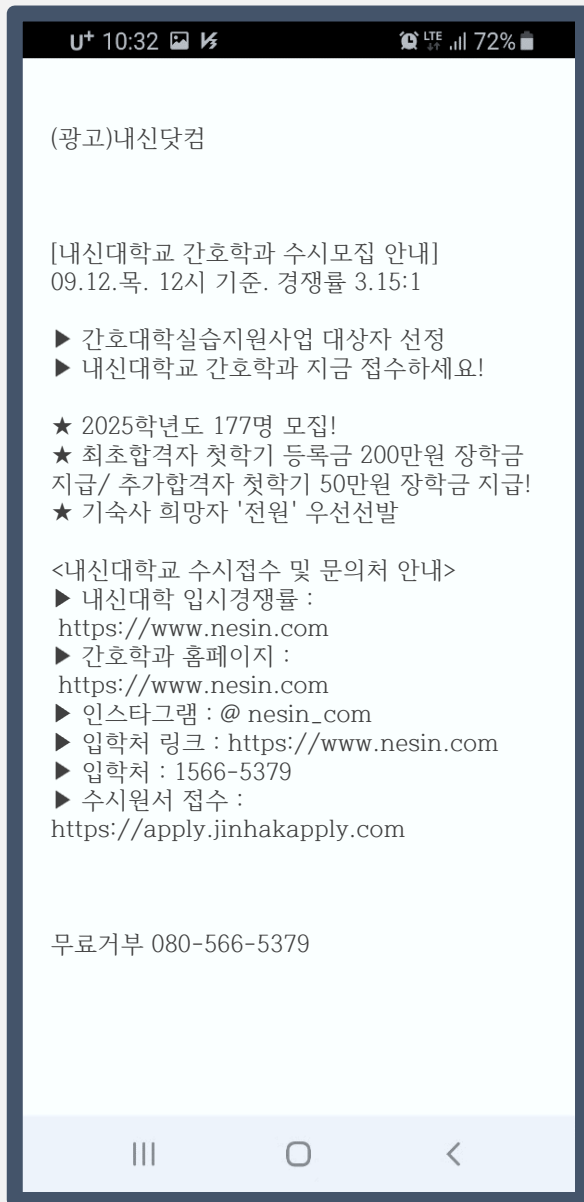 U+ 10:32 LTE 72%
(광고)내신닷컴
[내신대학교 간호학과 수시모집 안내]
09.12.목. 12시 기준. 경쟁률 3.15:1
▶ 간호대학실습지원사업 대상자 선정
▶ 내신대학교 간호학과 지금 접수하세요!
★ 2025학년도 177명 모집!
★ 최초합격자 첫학기 등록금 200만원 장학금
지급/ 추가합격자 첫학기 50만원 장학금 지급!
★ 기숙사 희망자 '전원' 우선선발
<내신대학교 수시접수 및 문의처 안내>
▶ 내신대학 입시경쟁률 :
https://www.nesin.com
▶ 간호학과 홈페이지 :
https://www.nesin.com
▶ 인스타그램 : @ nesin_com
▶ 입학처 링크 : https://www.nesin.com
▶ 입학처 : 1566-5379
▶ 수시원서 접수 :
https://apply.jinhakapply.com
무료거부 080-566-5379